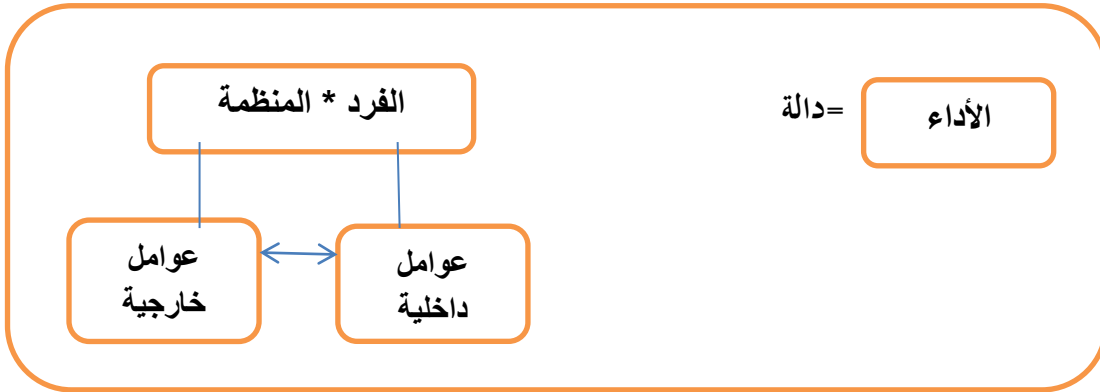 الأداء
=دالة
الفرد * المنظمة
عوامل
داخلية
عوامل
خارجية